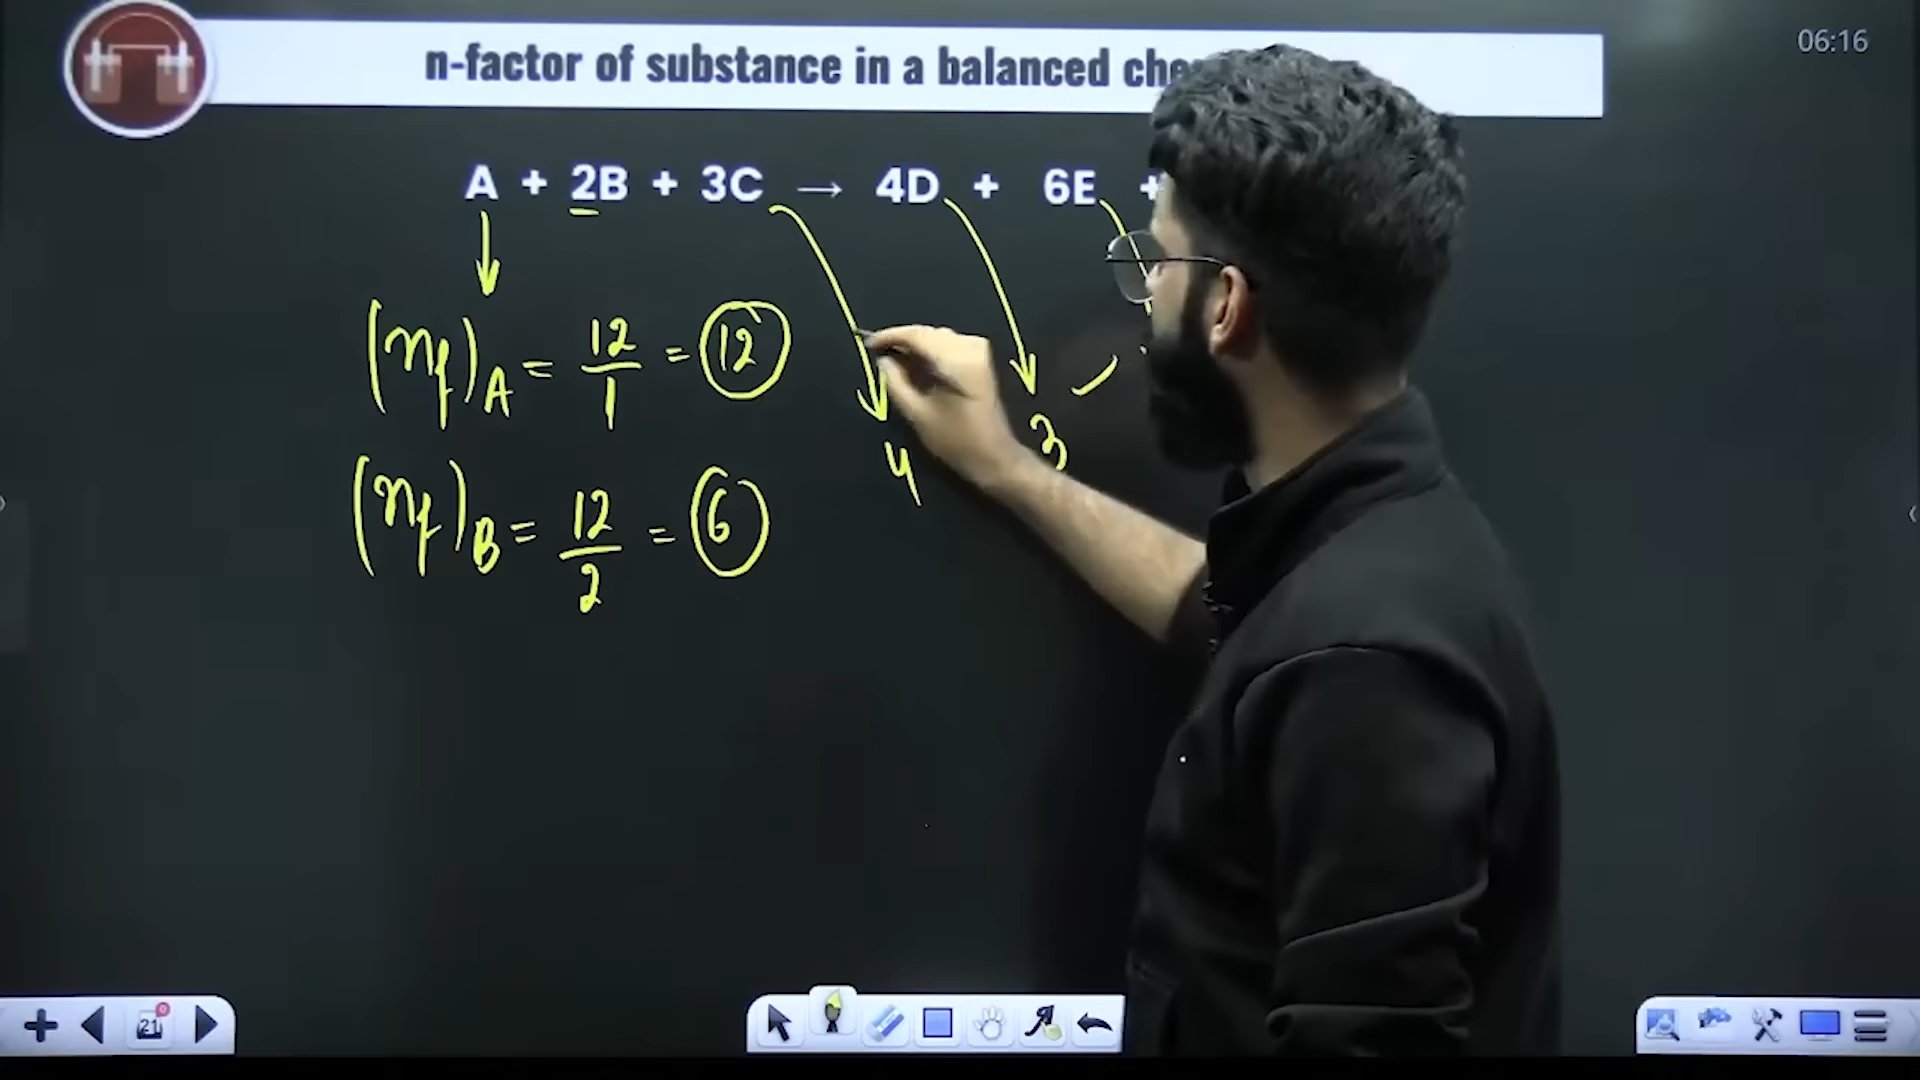 06:16
n-factor of substance in a balanced
A + 2B + 3C → 4D + 6E +
(nf)A = 12/1 = 12
(nf)B = 12/2 = 6
4
3
21
0